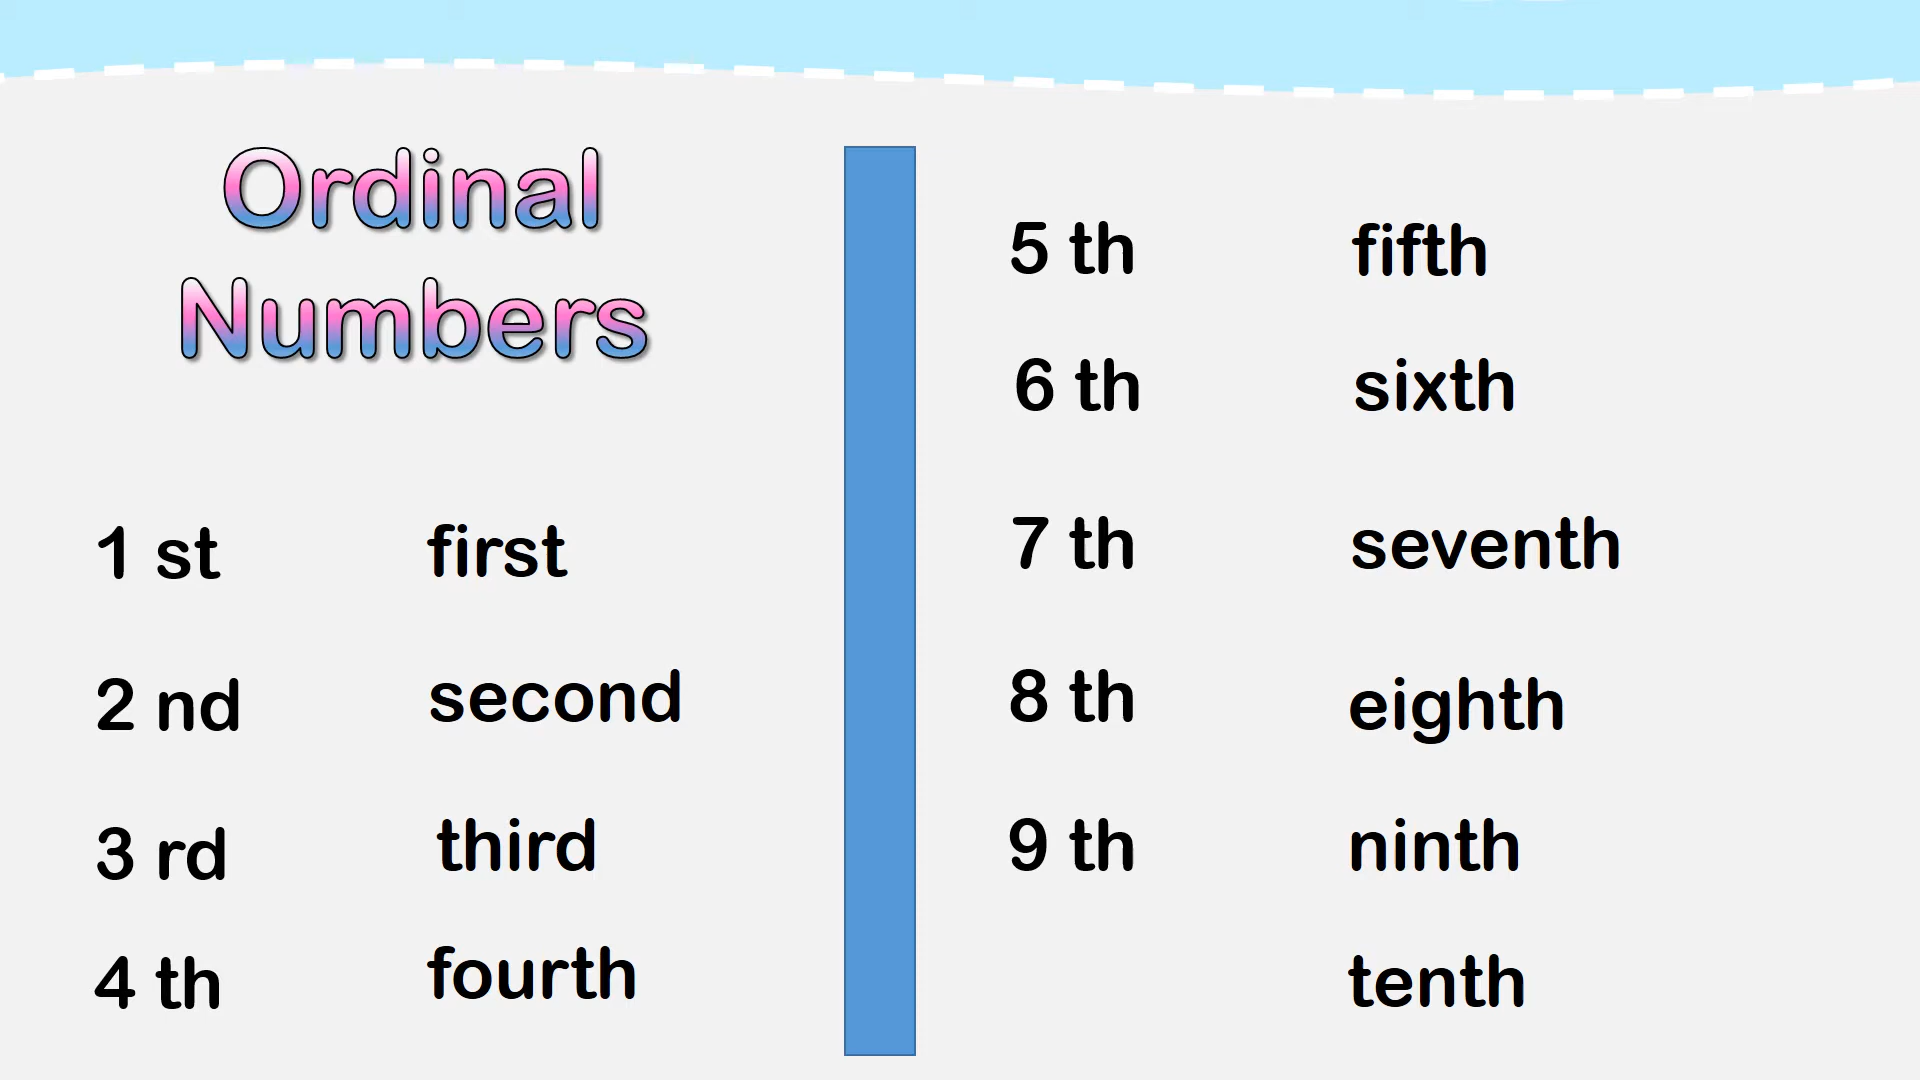 Ordinal
Numbers
1 st first
2 nd second
3 rd third
4 th fourth
5 th fifth
6 th sixth
7 th seventh
8 th eighth
9 th ninth
tenth